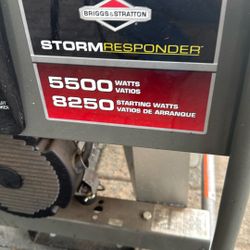 BRIGGS & STRATTON
STORMRESPONDER
5500 WATTS
VATIOS
8250 STARTING WATTS
VATIOS DE ARRANQUE